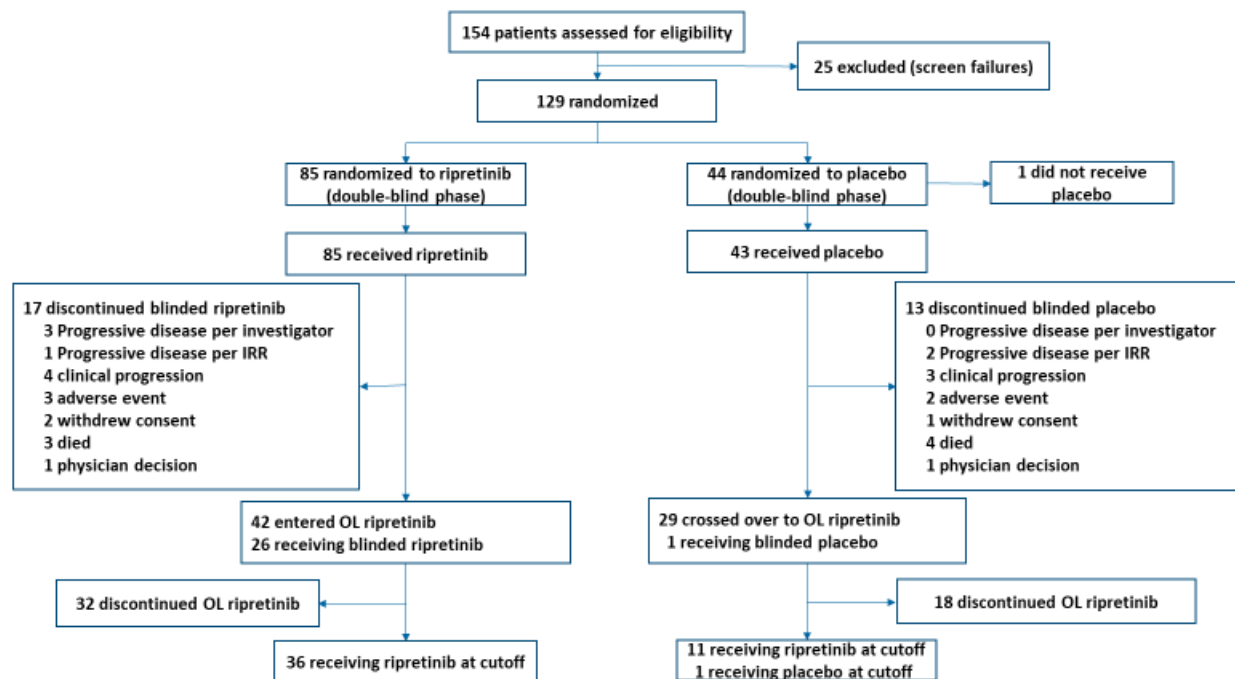 154 patients assessed for eligibility
25 excluded (screen failures)
129 randomized
85 randomized to ripretinib
(double-blind phase)
44 randomized to placebo
(double-blind phase)
1 did not receive
placebo
85 received ripretinib
43 received placebo
17 discontinued blinded ripretinib
3 Progressive disease per investigator
1 Progressive disease per IRR
4 clinical progression
3 adverse event
2 withdrew consent
3 died
1 physician decision
13 discontinued blinded placebo
0 Progressive disease per investigator
2 Progressive disease per IRR
3 clinical progression
2 adverse event
1 withdrew consent
4 died
1 physician decision
42 entered OL ripretinib
26 receiving blinded ripretinib
29 crossed over to OL ripretinib
1 receiving blinded placebo
32 discontinued OL ripretinib
18 discontinued OL ripretinib
36 receiving ripretinib at cutoff
11 receiving ripretinib at cutoff
1 receiving placebo at cutoff